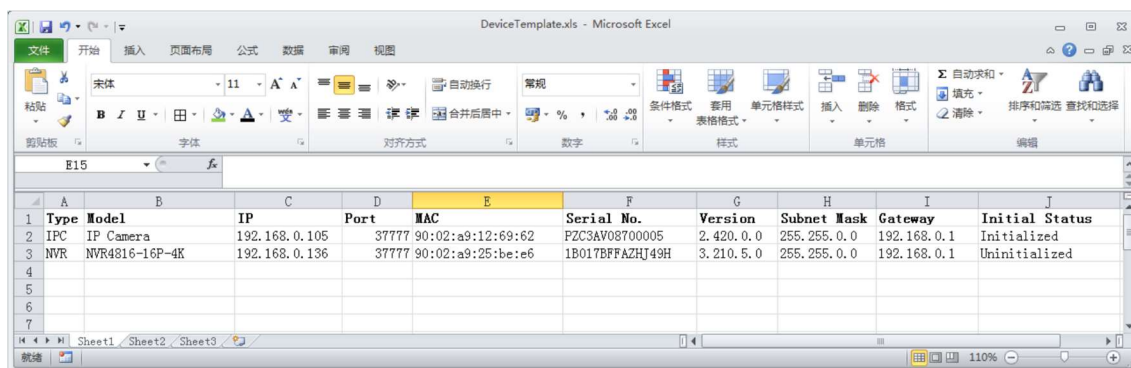 DeviceTemplate.xls - Microsoft Excel
文件 开始 插入 页面布局 公式 数据 审阅 视图
宋体 11 A A 自动换行 常规 Σ 自动求和
粘贴 B I U A wén 合并后居中 % , .0 .00 .00 .0 条件格式 套用 表格格式 单元格样式 插入 删除 格式 填充 清除 排序和筛选 查找和选择
剪贴板 字体 对齐方式 数字 样式 单元格 编辑
E15 fx
A B C D E F G H I J
1 Type Model IP Port MAC Serial No. Version Subnet Mask Gateway Initial Status
2 IPC IP Camera 192.168.0.105 37777 90:02:a9:12:69:62 PZC3AV08700005 2.420.0.0 255.255.0.0 192.168.0.1 Initialized
3 NVR NVR4816-16P-4K 192.168.0.136 37777 90:02:a9:25:be:e6 1B017BFFAZHJ49H 3.210.5.0 255.255.0.0 192.168.0.1 Uninitialized
4
5
6
7
Sheet1 Sheet2 Sheet3
就绪 110%